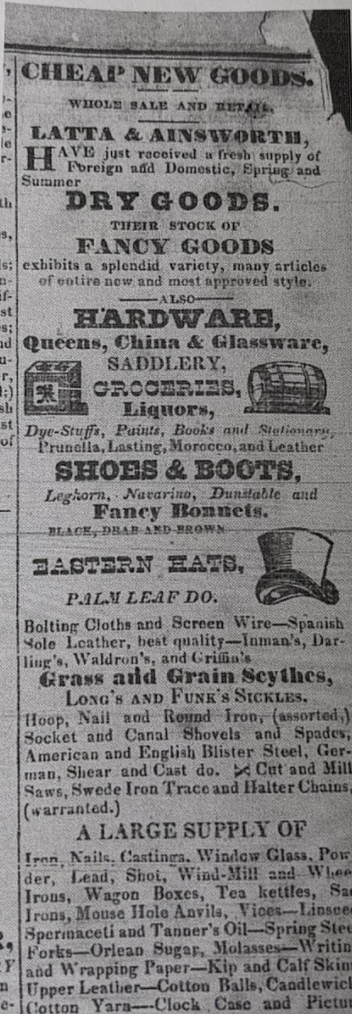 CHEAP NEW GOODS.
WHOLE SALE AND RETAIL.
LATTA & AINSWORTH,
HAVE just received a fresh supply of
Foreign and Domestic, Spring and
Summer
DRY GOODS.
THEIR STOCK OF
FANCY GOODS
exhibits a splendid variety, many articles
of entire new and most approved style.
—ALSO—
HARDWARE,
Queens, China & Glassware,
SADDLERY,
GROCERIES,
Liquors,
Dye-Stuffs, Paints, Books and Stationary,
Prunella, Lasting, Morocco, and Leather
SHOES & BOOTS,
Leghorn, Navarino, Dunstable and
Fancy Bonnets.
BLACK, DRAB AND BROWN
EASTERN HATS,
PALM LEAF DO.
Bolting Cloths and Screen Wire—Spanish
Sole Leather, best quality—Inman's, Dar-
ling's, Waldron's, and Griffin's
Grass and Grain Scythes,
LONG'S AND FUNK'S SICKLES.
Hoop, Nail and Round Iron, (assorted,)
Socket and Canal Shovels and Spades,
American and English Blister Steel, Ger-
man, Shear and Cast do. Cut and Mill
Saws, Swede Iron Trace and Halter Chains,
(warranted.)
A LARGE SUPPLY OF
Iron, Nails, Castings, Window Glass, Pow
der, Lead, Shot, Wind-Mill and Whee
Irons, Wagon Boxes, Tea kettles, Sa
Irons, Mouse Hole Anvils, Vices—Linsee
Spermaceti and Tanner's Oil—Spring Stee
Forks—Orlean Sugar, Molasses—Writin
and Wrapping Paper—Kip and Calf Skin
Upper Leather—Cotton Balls, Candlewick
Cotton Yarn—Clock, Case and Pictur